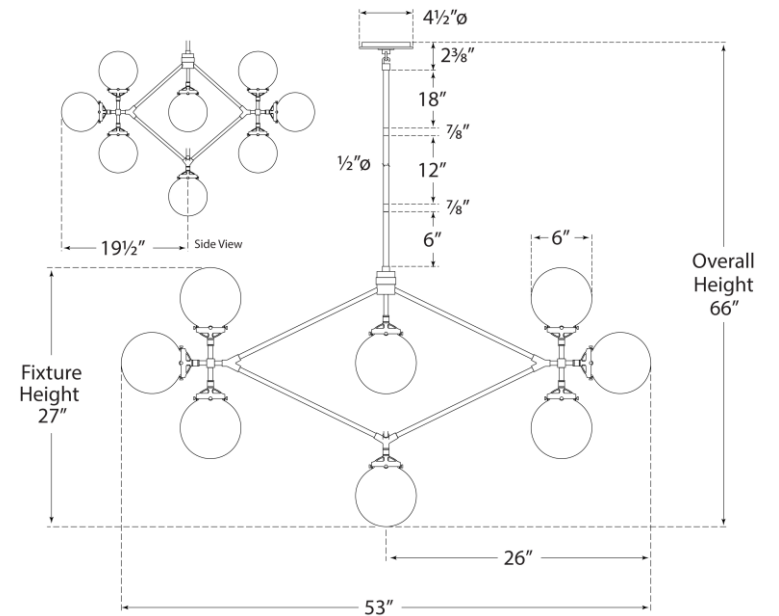 4½”ø
2⅜”
18”
⅞”
½”ø
12”
⅞”
6”
19½”
Side View
6”
Overall
Height
66”
Fixture
Height
27”
26”
53”